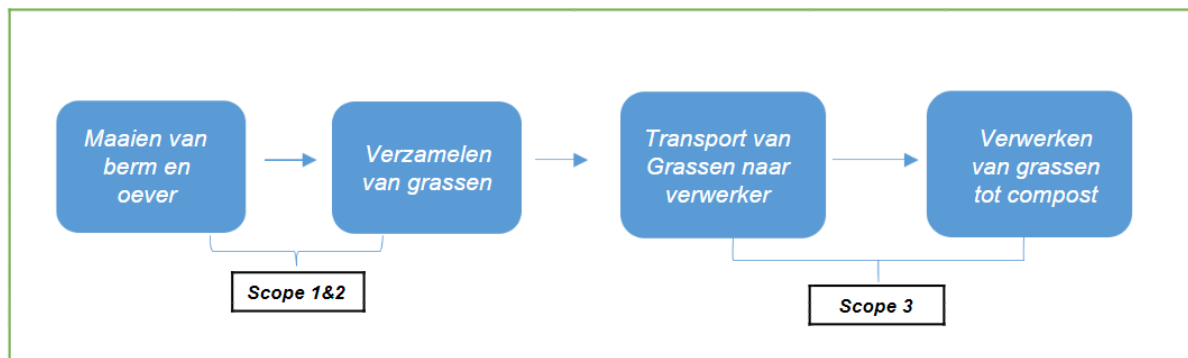 Maaien van
berm en
oever
Verzamelen
van grassen
Transport van
Grassen naar
verwerker
Verwerken
van grassen
tot compost
Scope 1&2
Scope 3